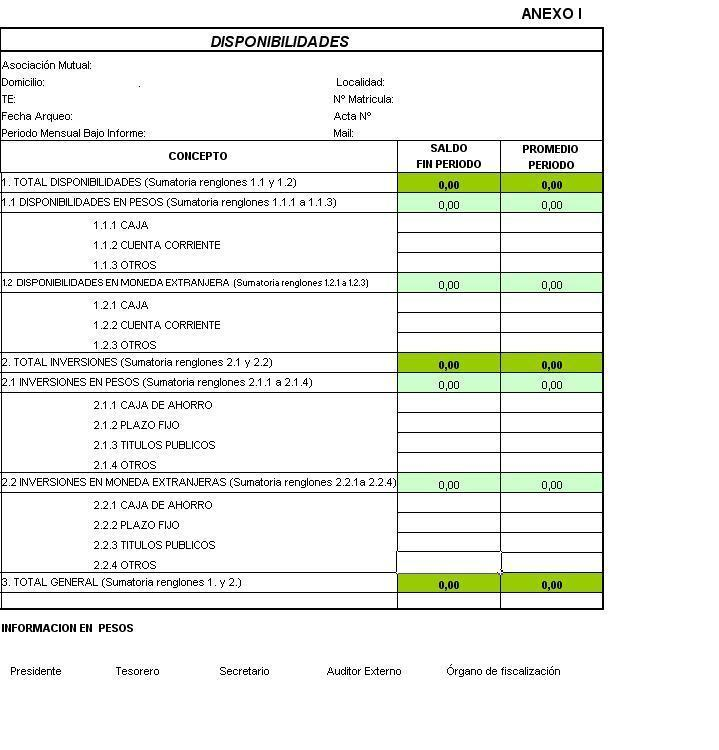 ANEXO I
DISPONIBILIDADES
Asociación Mutual:
Domicilio: . Localidad:
TE: Nº Matricula:
Fecha Arqueo: Acta Nº
Periodo Mensual Bajo Informe: Mail:
CONCEPTO SALDO FIN PERIODO PROMEDIO PERIODO
1. TOTAL DISPONIBILIDADES (Sumatoria renglones 1.1 y 1.2) 0,00 0,00
1.1 DISPONIBILIDADES EN PESOS (Sumatoria renglones 1.1.1 a 1.1.3) 0,00 0,00
1.1.1 CAJA
1.1.2 CUENTA CORRIENTE
1.1.3 OTROS
1.2 DISPONIBILIDADES EN MONEDA EXTRANJERA (Sumatoria renglones 1.2.1 a 1.2.3) 0,00 0,00
1.2.1 CAJA
1.2.2 CUENTA CORRIENTE
1.2.3 OTROS
2. TOTAL INVERSIONES (Sumatoria renglones 2.1 y 2.2) 0,00 0,00
2.1 INVERSIONES EN PESOS (Sumatoria renglones 2.1.1 a 2.1.4) 0,00 0,00
2.1.1 CAJA DE AHORRO
2.1.2 PLAZO FIJO
2.1.3 TITULOS PUBLICOS
2.1.4 OTROS
2.2 INVERSIONES EN MONEDA EXTRANJERAS (Sumatoria renglones 2.2.1a 2.2.4) 0,00 0,00
2.2.1 CAJA DE AHORRO
2.2.2 PLAZO FIJO
2.2.3 TITULOS PUBLICOS
2.2.4 OTROS
3. TOTAL GENERAL (Sumatoria renglones 1. y 2.) 0,00 0,00
INFORMACION EN PESOS
Presidente Tesorero Secretario Auditor Externo Órgano de fiscalización